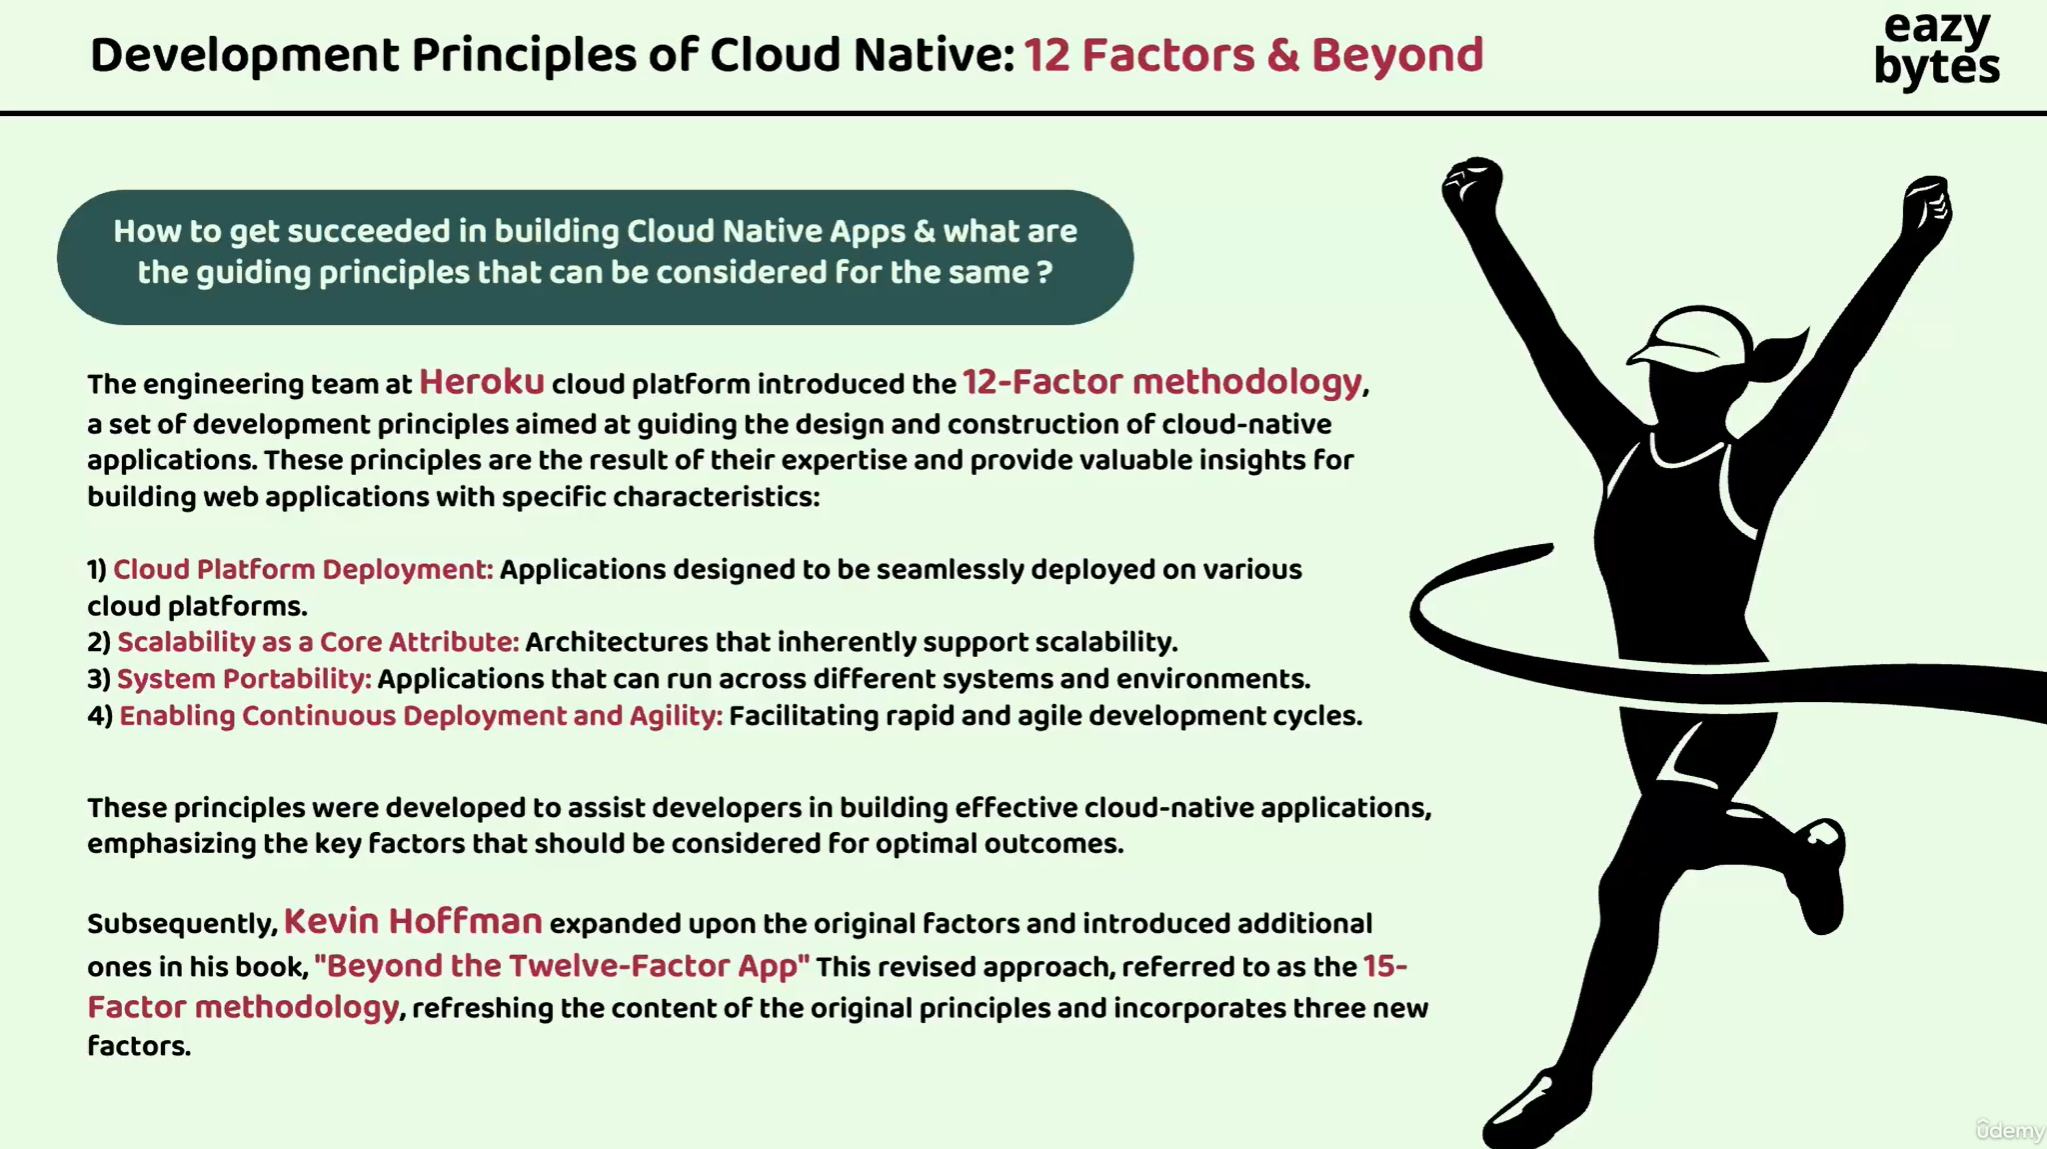 Development Principles of Cloud Native: 12 Factors & Beyond
eazy
bytes
How to get succeeded in building Cloud Native Apps & what are
the guiding principles that can be considered for the same ?
The engineering team at Heroku cloud platform introduced the 12-Factor methodology,
a set of development principles aimed at guiding the design and construction of cloud-native
applications. These principles are the result of their expertise and provide valuable insights for
building web applications with specific characteristics:
1) Cloud Platform Deployment: Applications designed to be seamlessly deployed on various
cloud platforms.
2) Scalability as a Core Attribute: Architectures that inherently support scalability.
3) System Portability: Applications that can run across different systems and environments.
4) Enabling Continuous Deployment and Agility: Facilitating rapid and agile development cycles.
These principles were developed to assist developers in building effective cloud-native applications,
emphasizing the key factors that should be considered for optimal outcomes.
Subsequently, Kevin Hoffman expanded upon the original factors and introduced additional
ones in his book, "Beyond the Twelve-Factor App" This revised approach, referred to as the 15-
Factor methodology, refreshing the content of the original principles and incorporates three new
factors.
ûdemy